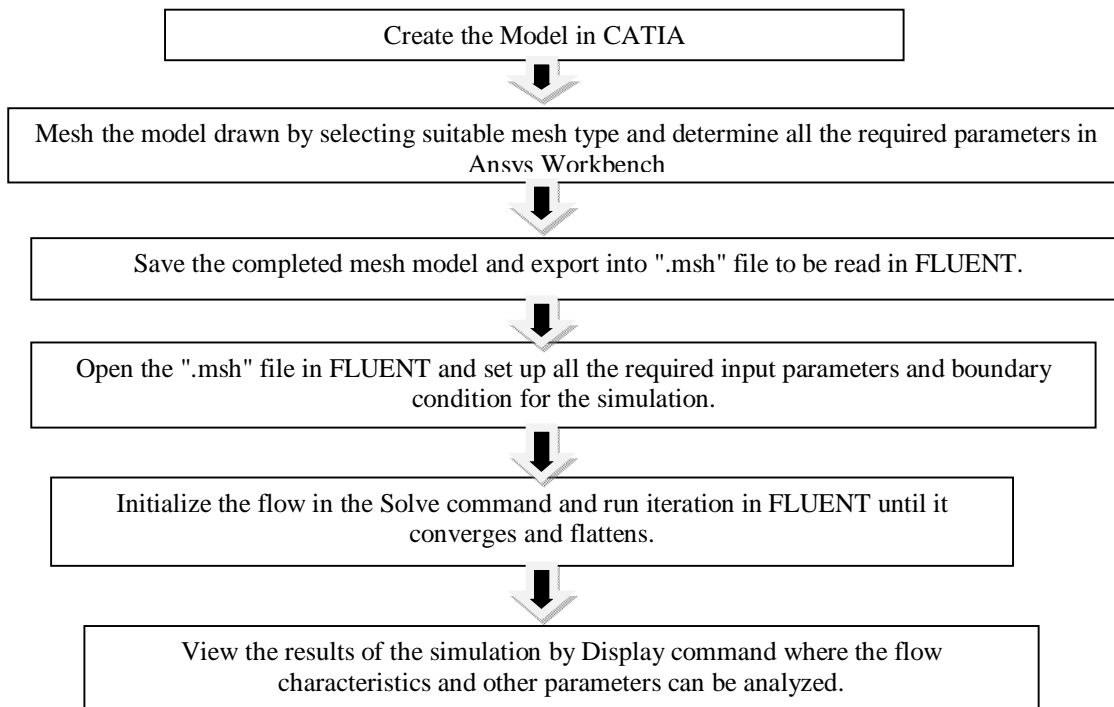 Create the Model in CATIA
Mesh the model drawn by selecting suitable mesh type and determine all the required parameters in
Ansys Workbench
Save the completed mesh model and export into ".msh" file to be read in FLUENT.
Open the ".msh" file in FLUENT and set up all the required input parameters and boundary
condition for the simulation.
Initialize the flow in the Solve command and run iteration in FLUENT until it
converges and flattens.
View the results of the simulation by Display command where the flow
characteristics and other parameters can be analyzed.